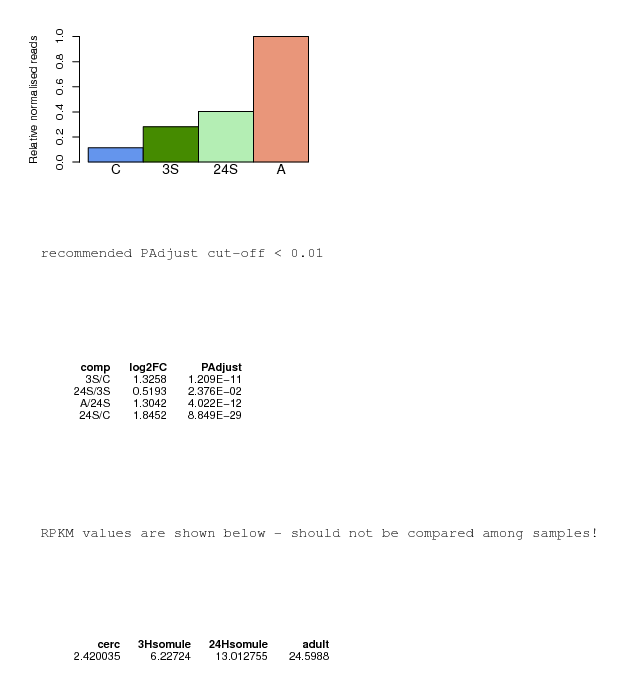 Relative normalised reads
1.0
0.8
0.6
0.4
0.2
0.0
C 3S 24S A
recommended PAdjust cut-off < 0.01
comp log2FC PAdjust
3S/C 1.3258 1.209E-11
24S/3S 0.5193 2.376E-02
A/24S 1.3042 4.022E-12
24S/C 1.8452 8.849E-29
RPKM values are shown below - should not be compared among samples!
cerc 3Hsomule 24Hsomule adult
2.420035 6.22724 13.012755 24.5988